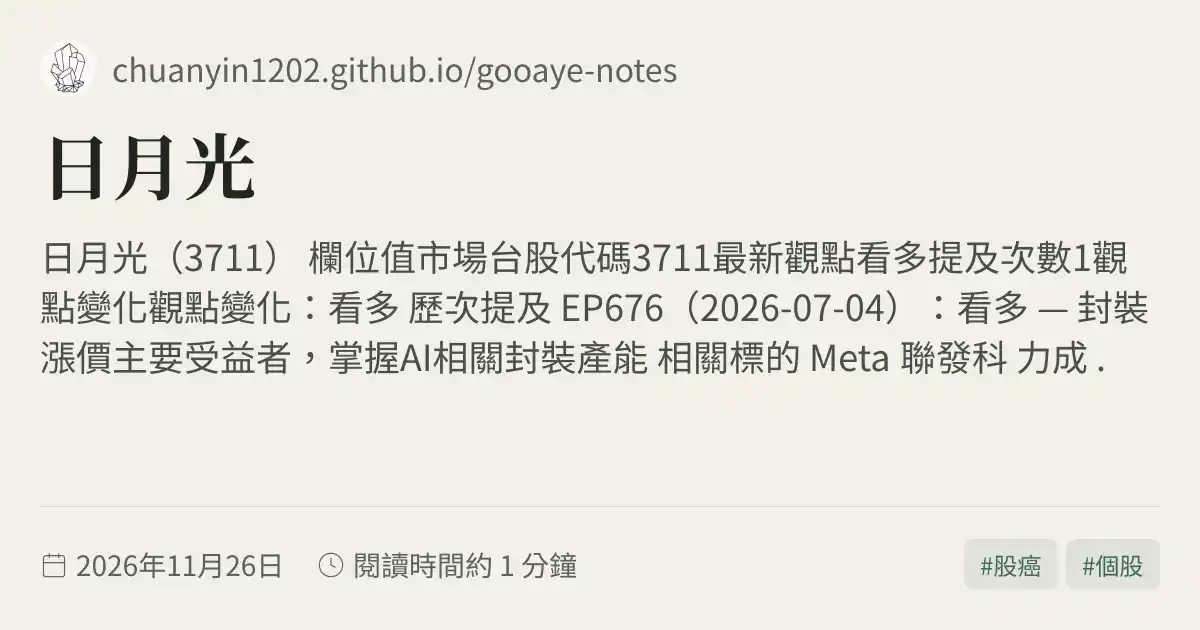 chuanyin1202.github.io/gooaye-notes
日月光
日月光（3711） 欄位值市場台股代碼3711最新觀點看多提及次數1觀
點變化觀點變化：看多 歷次提及 EP676（2026-07-04）：看多 — 封裝
漲價主要受益者，掌握AI相關封裝產能 相關標的 Meta 聯發科 力成 .
2026年11月26日 閱讀時間約 1 分鐘 #股癌 #個股